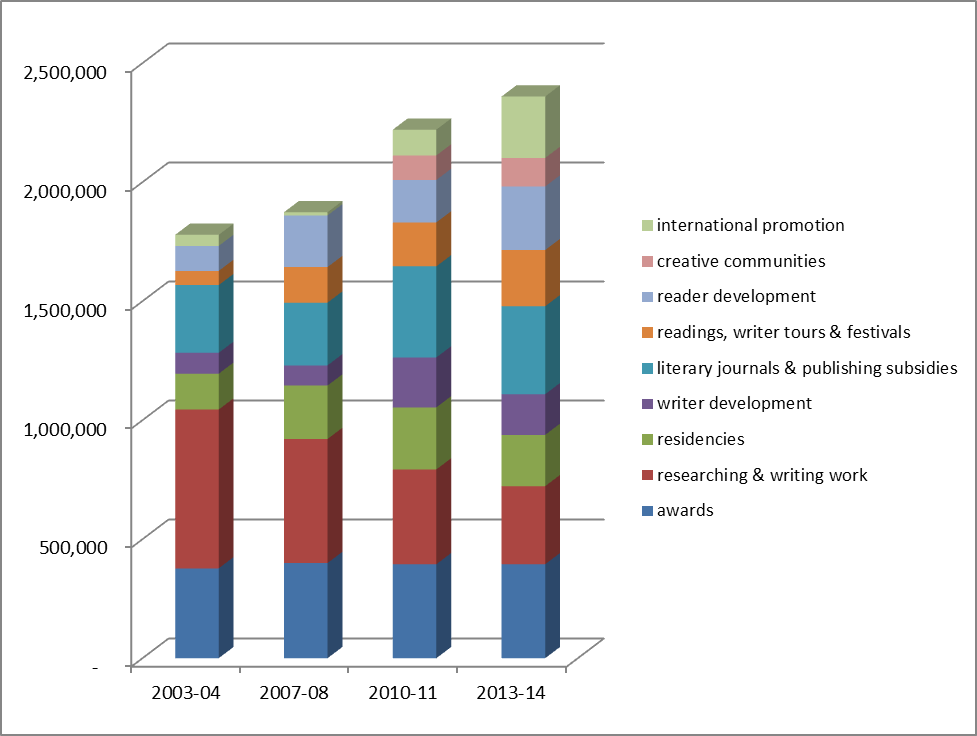 2,500,000
2,000,000
1,500,000
1,000,000
500,000
-
2003-04 2007-08 2010-11 2013-14
international promotion
creative communities
reader development
readings, writer tours & festivals
literary journals & publishing subsidies
writer development
residencies
researching & writing work
awards